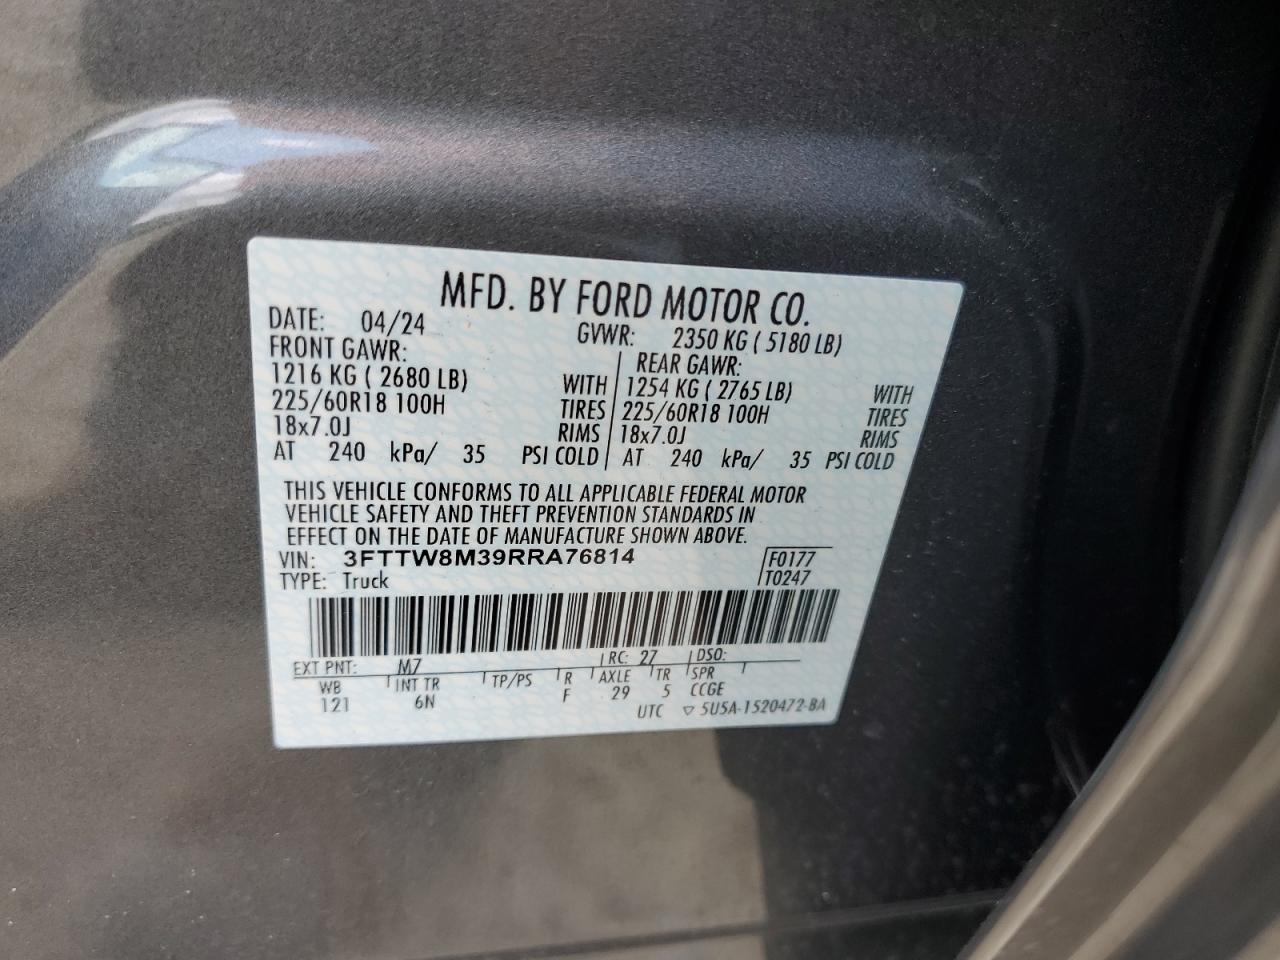 MFD. BY FORD MOTOR CO.
DATE: 04/24 GVWR: 2350 KG ( 5180 LB)
FRONT GAWR: REAR GAWR:
1216 KG ( 2680 LB) WITH 1254 KG ( 2765 LB) WITH
225/60R18 100H TIRES 225/60R18 100H TIRES
18x7.0J RIMS 18x7.0J RIMS
AT 240 kPa/ 35 PSI COLD AT 240 kPa/ 35 PSI COLD
THIS VEHICLE CONFORMS TO ALL APPLICABLE FEDERAL MOTOR
VEHICLE SAFETY AND THEFT PREVENTION STANDARDS IN
EFFECT ON THE DATE OF MANUFACTURE SHOWN ABOVE.
VIN: 3FTTW8M39RRA76814 F0177
TYPE: Truck T0247
EXT PNT: M7 RC: 27 DSO:
WB INT TR TP/PS R AXLE TR SPR
121 6N F 29 5 CCGE
UTC ▽ 5U5A-1520472-BA